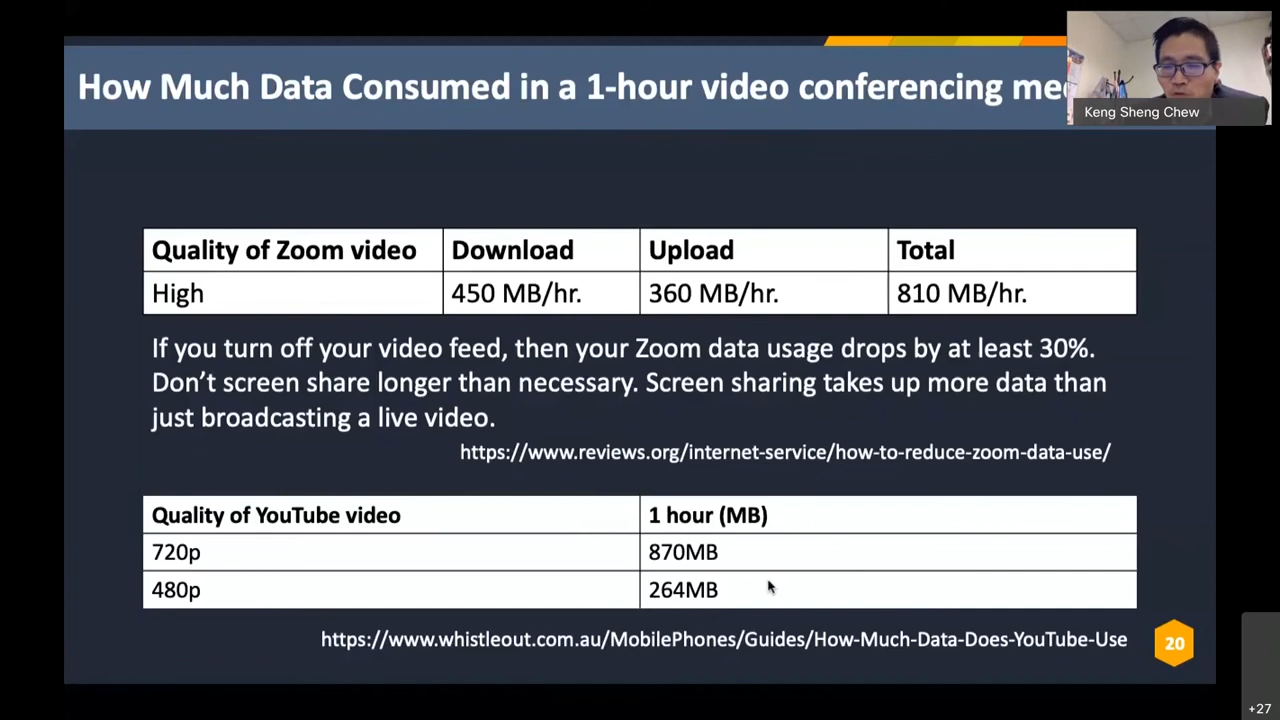 How Much Data Consumed in a 1-hour video conferencing
Keng Sheng Chew
Quality of Zoom video Download Upload Total
High 450 MB/hr. 360 MB/hr. 810 MB/hr.
If you turn off your video feed, then your Zoom data usage drops by at least 30%.
Don't screen share longer than necessary. Screen sharing takes up more data than
just broadcasting a live video.
https://www.reviews.org/internet-service/how-to-reduce-zoom-data-use/
Quality of YouTube video 1 hour (MB)
720p 870MB
480p 264MB
https://www.whistleout.com.au/MobilePhones/Guides/How-Much-Data-Does-YouTube-Use
20
+27